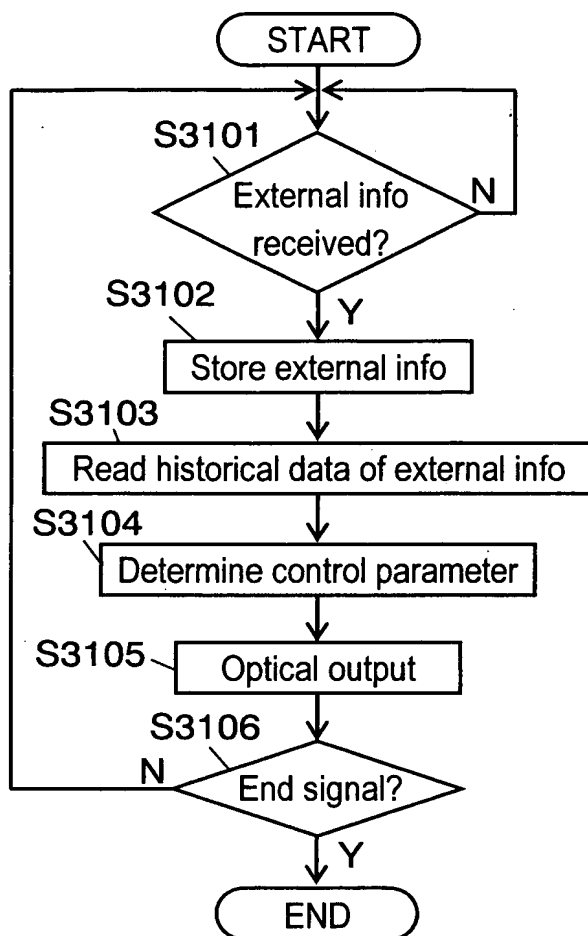 START
S3101
External info
received?
N
Y
S3102
Store external info
S3103
Read historical data of external info
S3104
Determine control parameter
S3105
Optical output
S3106
N
End signal?
Y
END